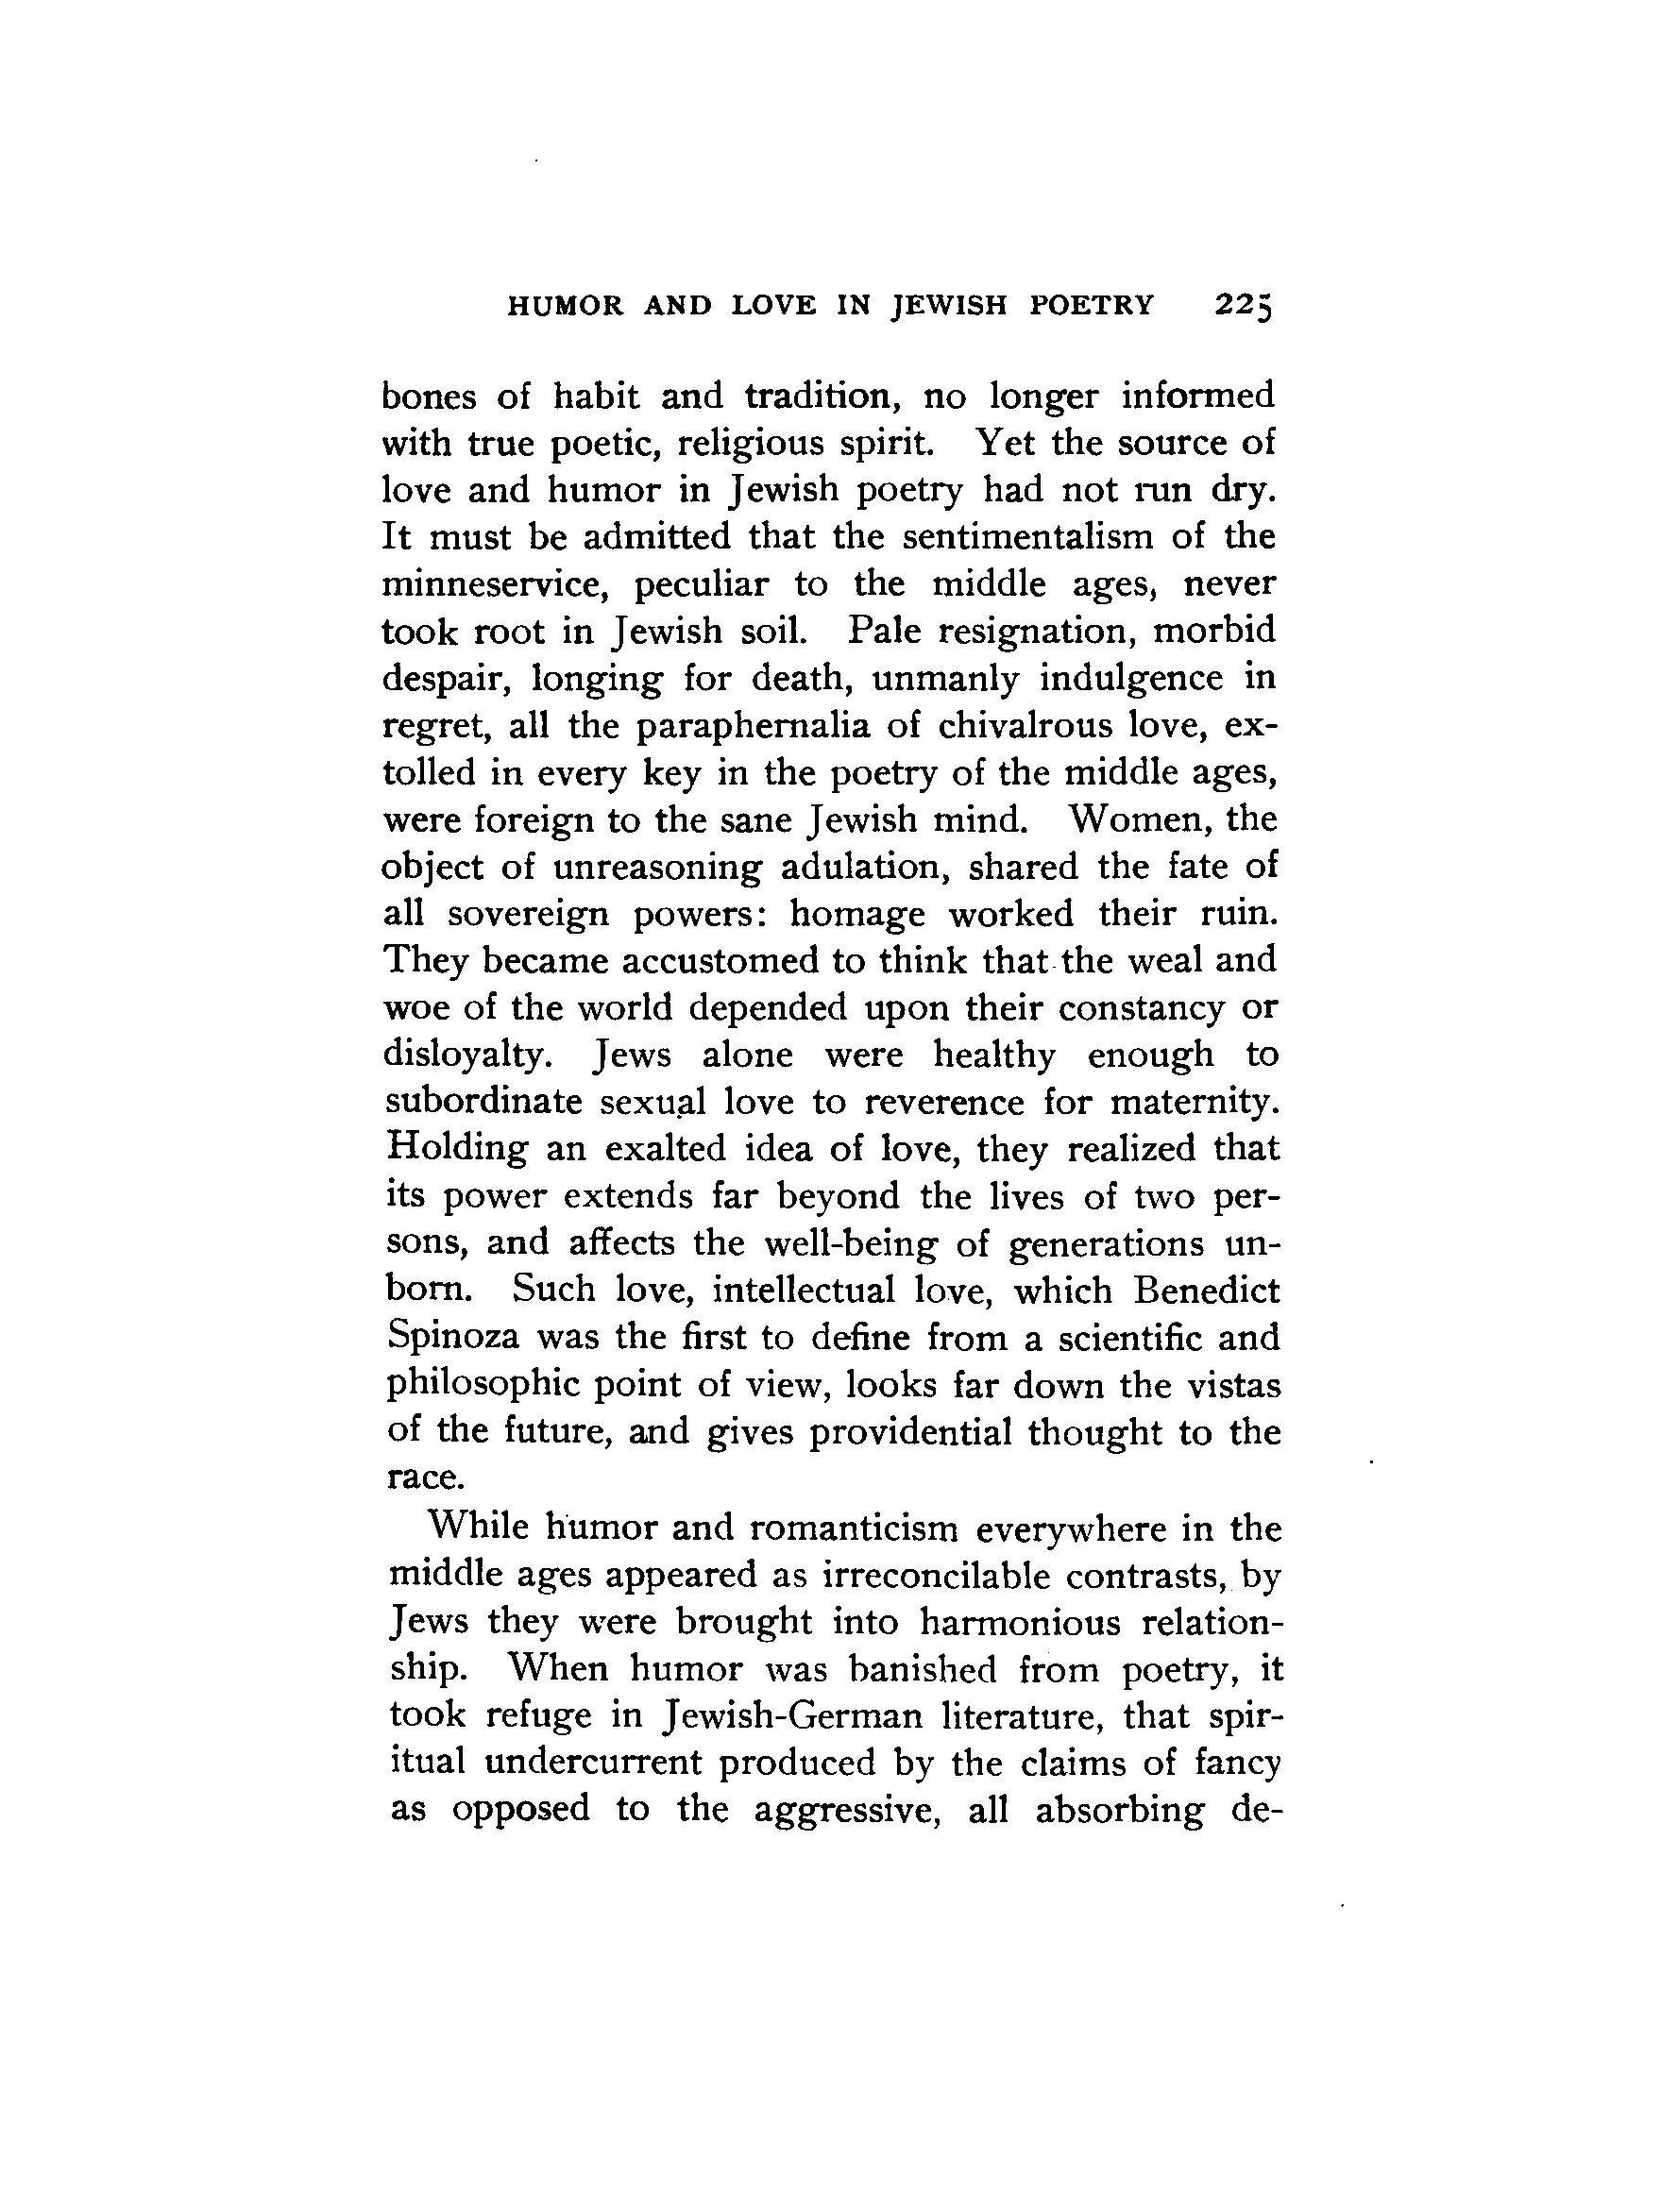 HUMOR AND LOVE IN JEWISH POETRY 225
bones of habit and tradition, no longer informed
with true poetic, religious spirit. Yet the source of
love and humor in Jewish poetry had not run dry.
It must be admitted that the sentimentalism of the
minneservice, peculiar to the middle ages, never
took root in Jewish soil. Pale resignation, morbid
despair, longing for death, unmanly indulgence in
regret, all the paraphernalia of chivalrous love, ex-
tolled in every key in the poetry of the middle ages,
were foreign to the sane Jewish mind. Women, the
object of unreasoning adulation, shared the fate of
all sovereign powers: homage worked their ruin.
They became accustomed to think that the weal and
woe of the world depended upon their constancy or
disloyalty. Jews alone were healthy enough to
subordinate sexual love to reverence for maternity.
Holding an exalted idea of love, they realized that
its power extends far beyond the lives of two per-
sons, and affects the well-being of generations un-
born. Such love, intellectual love, which Benedict
Spinoza was the first to define from a scientific and
philosophic point of view, looks far down the vistas
of the future, and gives providential thought to the
race.
While humor and romanticism everywhere in the
middle ages appeared as irreconcilable contrasts, by
Jews they were brought into harmonious relation-
ship. When humor was banished from poetry, it
took refuge in Jewish-German literature, that spir-
itual undercurrent produced by the claims of fancy
as opposed to the aggressive, all absorbing de-